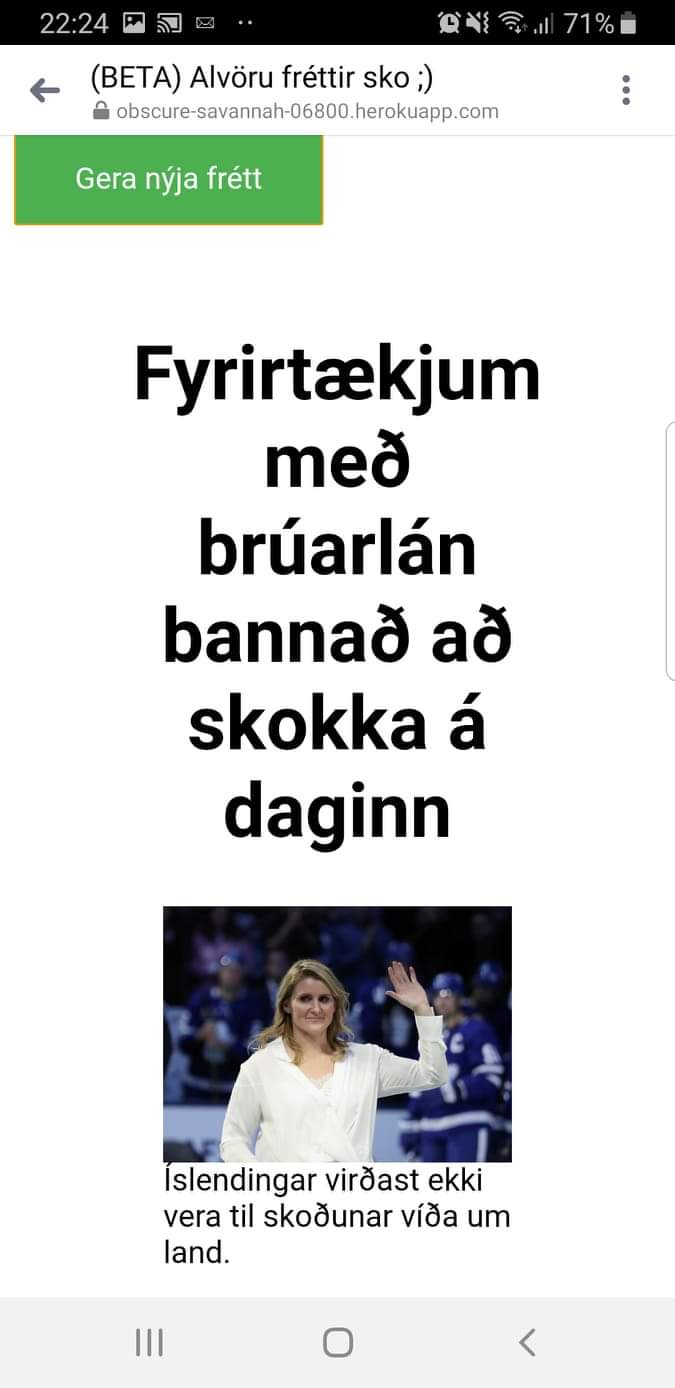 22:24
71%
(BETA) Alvöru fréttir sko ;)
obscure-savannah-06800.herokuapp.com
Gera nýja frétt
Fyrirtækjum
með
brúarlán
bannað að
skokka á
daginn
C
Íslendingar virðast ekki
vera til skoðunar víða um
land.